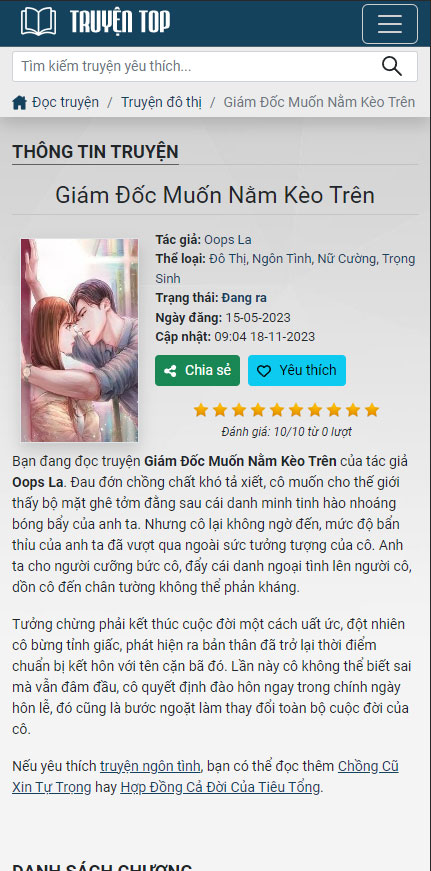 TRUYỆN TOP
Tìm kiếm truyện yêu thích...
Đọc truyện / Truyện đô thị / Giám Đốc Muốn Nằm Kèo Trên
THÔNG TIN TRUYỆN
Giám Đốc Muốn Nằm Kèo Trên
Tác giả: Oops La
Thể loại: Đô Thị, Ngôn Tình, Nữ Cường, Trọng
Sinh
Trạng thái: Đang ra
Ngày đăng: 15-05-2023
Cập nhật: 09:04 18-11-2023
Chia sẻ Yêu thích
Đánh giá: 10/10 từ 0 lượt
Bạn đang đọc truyện Giám Đốc Muốn Nằm Kèo Trên của tác giả
Oops La. Đau đớn chồng chất khó tả xiết, cô muốn cho thế giới
thấy bộ mặt ghê tởm đằng sau cái danh minh tinh hào nhoáng
bóng bẩy của anh ta. Nhưng cô lại không ngờ đến, mức độ bẩn
thỉu của anh ta đã vượt qua ngoài sức tưởng tượng của cô. Anh
ta cho người cưỡng bức cô, đẩy cái danh ngoại tình lên người cô,
dồn cô đến chân tường không thể phản kháng.
Tưởng chừng phải kết thúc cuộc đời một cách uất ức, đột nhiên
cô bừng tỉnh giấc, phát hiện ra bản thân đã trở lại thời điểm
chuẩn bị kết hôn với tên cặn bã đó. Lần này cô không thể biết sai
mà vẫn đâm đầu, cô quyết định đào hôn ngay trong chính ngày
hôn lễ, đó cũng là bước ngoặt làm thay đổi toàn bộ cuộc đời của
cô.
Nếu yêu thích truyện ngôn tình, bạn có thể đọc thêm Chồng Cũ
Xin Tự Trọng hay Hợp Đồng Cả Đời Của Tiêu Tổng.
DANH SÁCH CHƯƠNG